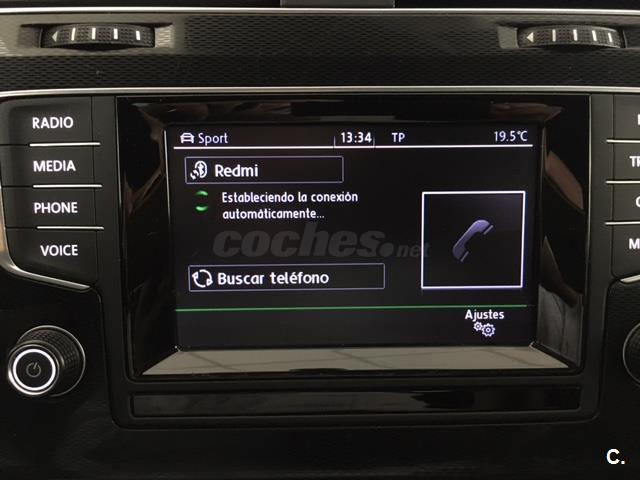 RADIO
MEDIA
PHONE
VOICE
Sport 13:34 TP 19.5°C
Redmi
Estableciendo la conexión
automáticamente...
coches.net
Buscar teléfono
Ajustes
TR
M
C.